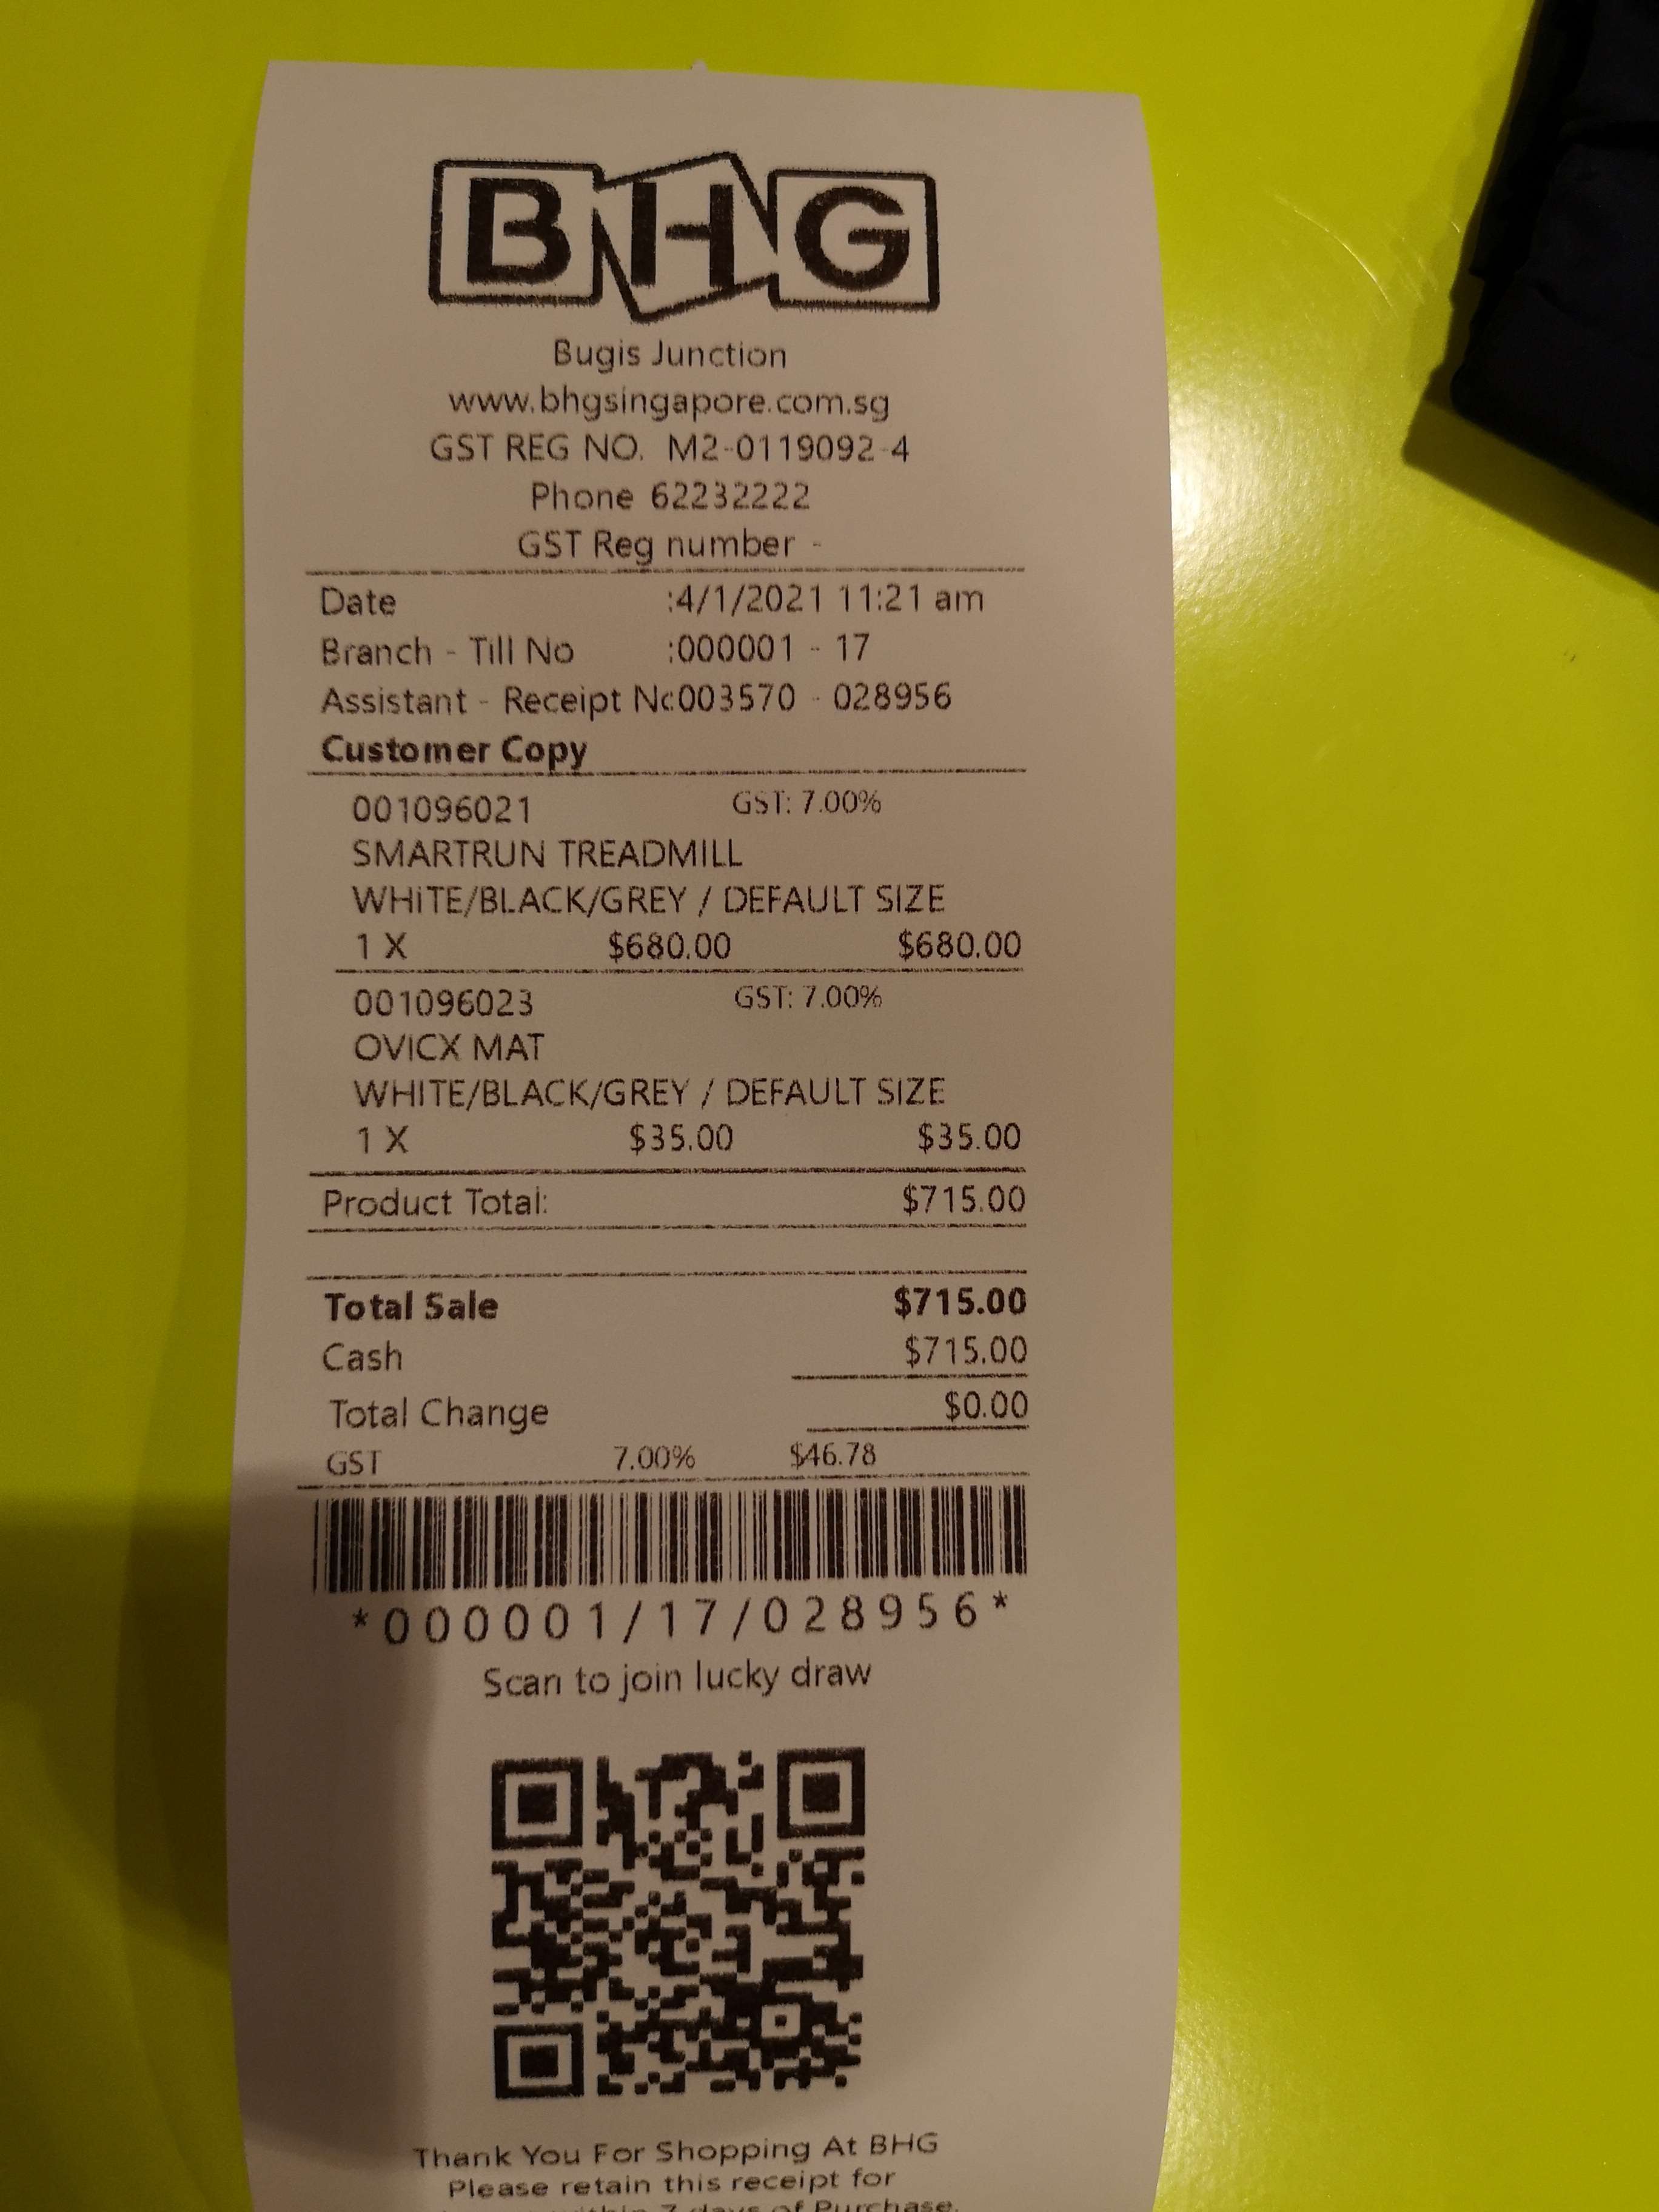 BHG
Bugis Junction
www.bhgsingapore.com.sg
GST REG NO. M2-0119092-4
Phone 62232222
GST Reg number -
Date :4/1/2021 11:21 am
Branch - Till No :000001 - 17
Assistant - Receipt No003570 - 028956
Customer Copy
001096021 GST: 7.00%
SMARTRUN TREADMILL
WHITE/BLACK/GREY / DEFAULT SIZE
1 X $680.00 $680.00
001096023 GST: 7.00%
OVICX MAT
WHITE/BLACK/GREY / DEFAULT SIZE
1 X $35.00 $35.00
Product Total: $715.00
Total Sale $715.00
Cash $715.00
Total Change $0.00
GST 7.00% $46.78
*000001/17/028956*
Scan to join lucky draw
Thank You For Shopping At BHG
Please retain this receipt for
within 7 days of Purchase.